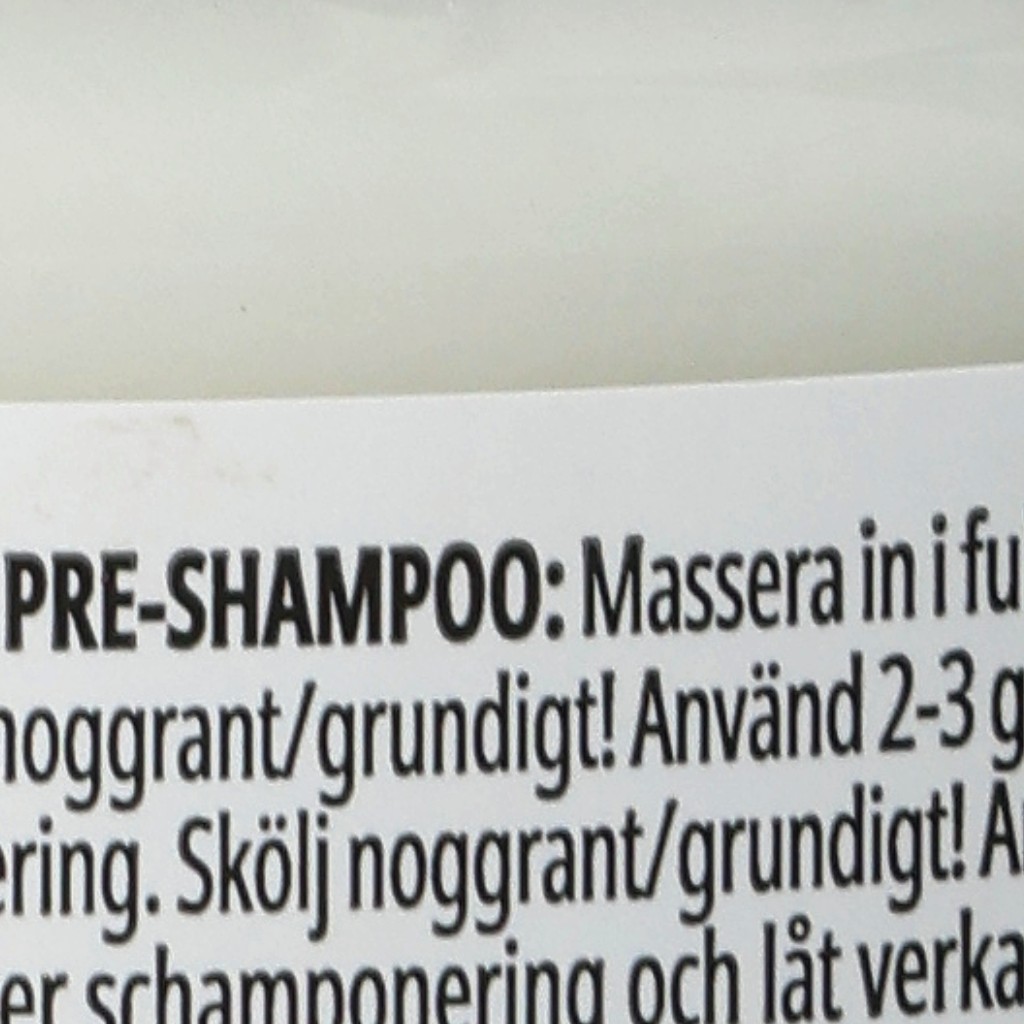 PRE-SHAMPOO: Massera in i fu
noggrant/grundigt! Använd 2-3 g
ering. Skölj noggrant/grundigt! A
er schamponering och låt verka